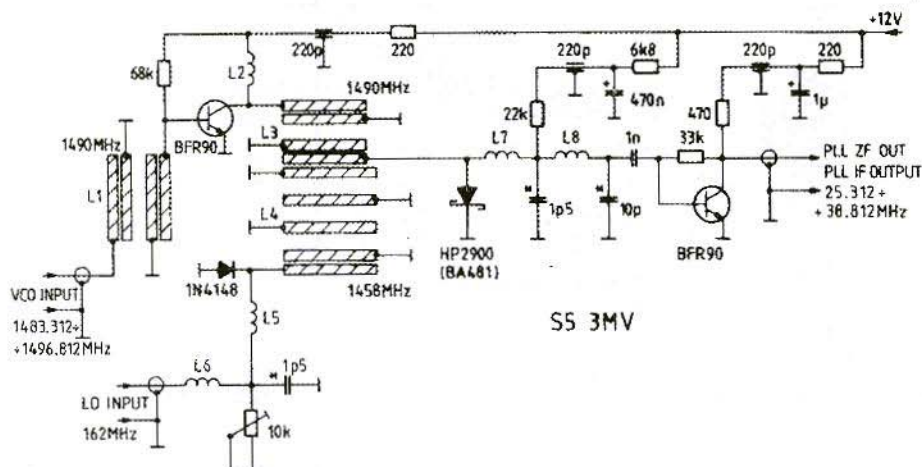 +12V
220p
220
220p
6k8
220p
220
68k
L2
470n
1µ
1490MHz
22k
470
BFR90
L3
L7
L8
1n
33k
1490MHz
PLL ZF OUT
PLL IF OUTPUT
25.312÷
÷38.812MHz
L1
1p5
10p
L4
HP2900
(BA481)
BFR90
1N4148
1458MHz
VCO INPUT
1483.312÷
÷1496.812MHz
L5
S5 3MV
L6
1p5
LO INPUT
162MHz
10k